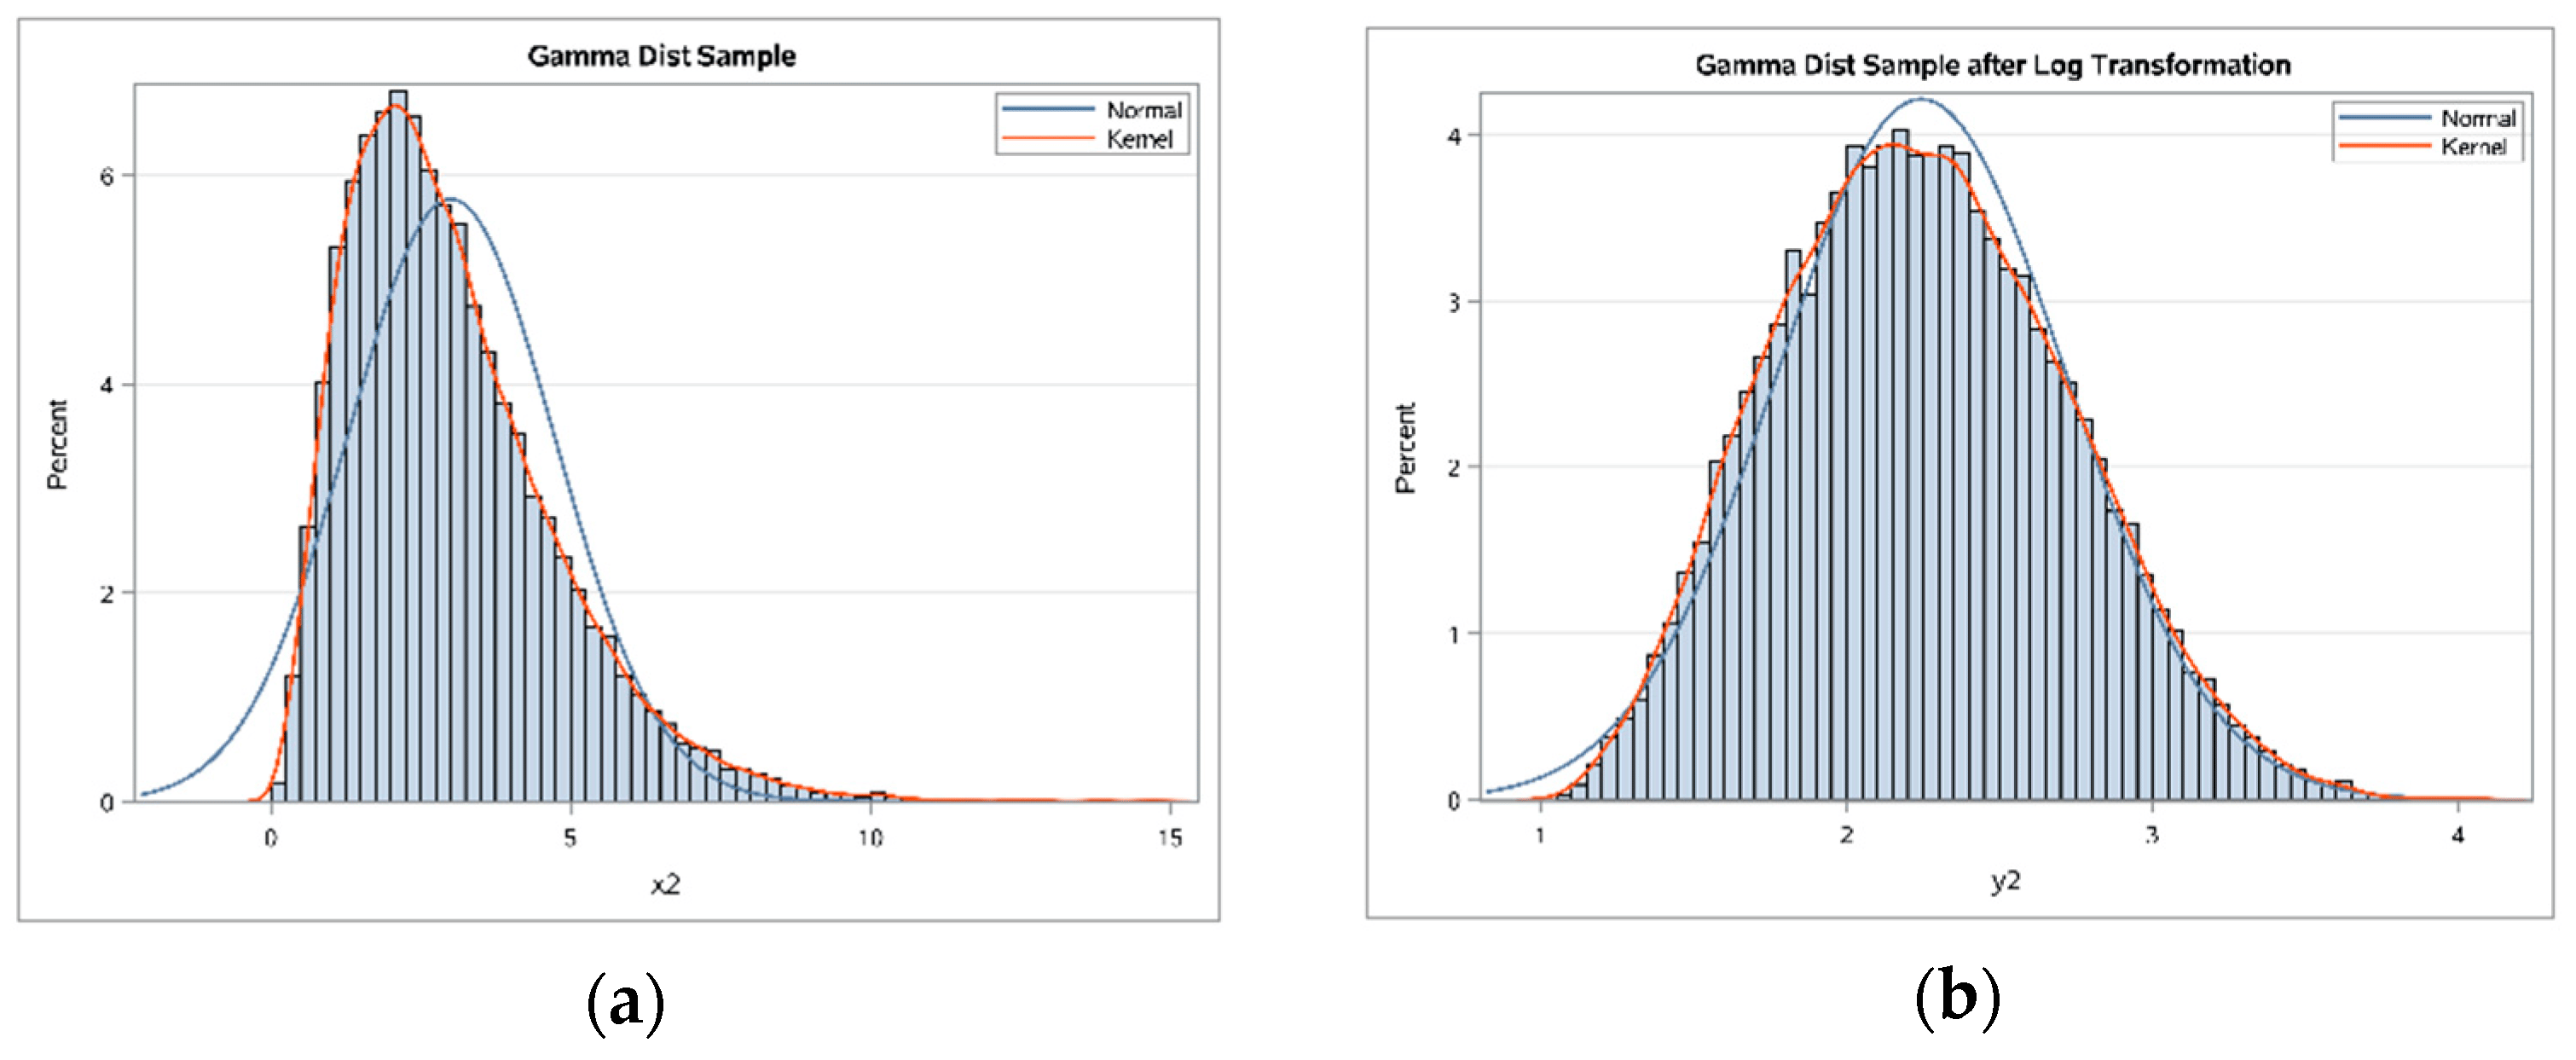 Gamma Dist Sample
Normal
Kernel
6
4
2
0
Percent
0 5 10 15
x2
(a)
Gamma Dist Sample after Log Transformation
Normal
Kernel
4
3
2
1
0
Percent
1 2 3 4
y2
(b)